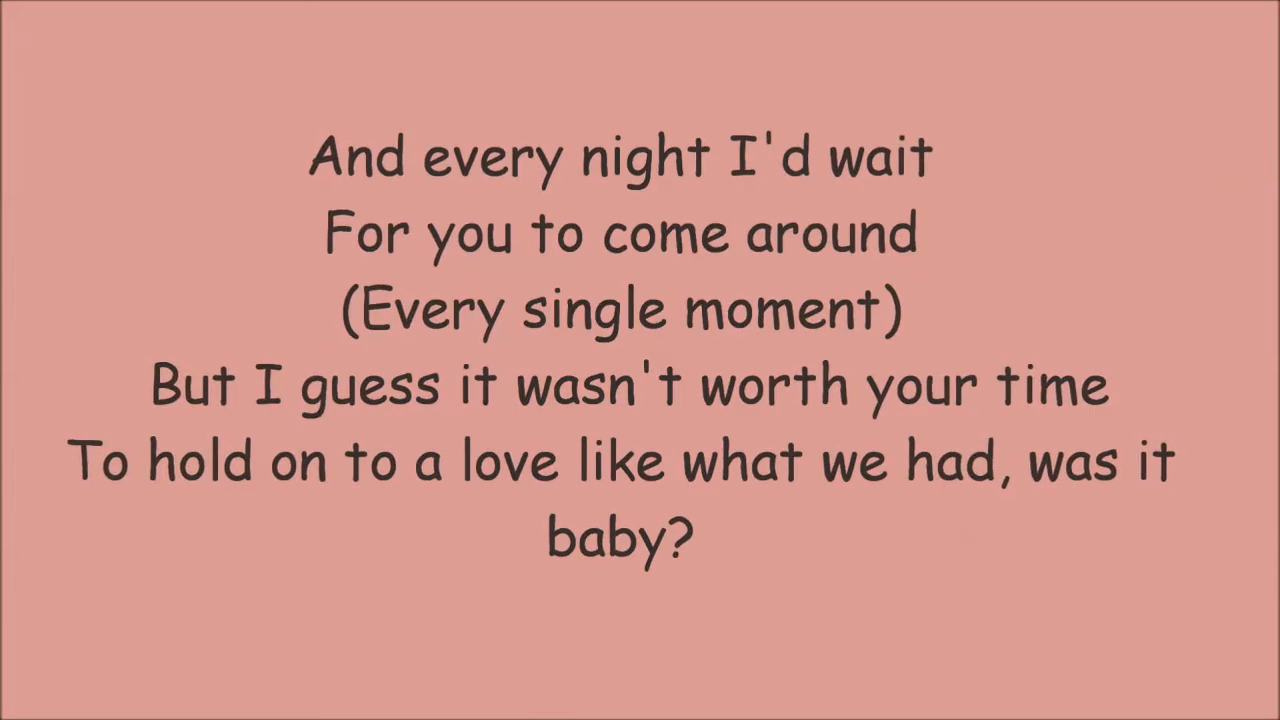 And every night I'd wait
For you to come around
(Every single moment)
But I guess it wasn't worth your time
To hold on to a love like what we had, was it
baby?